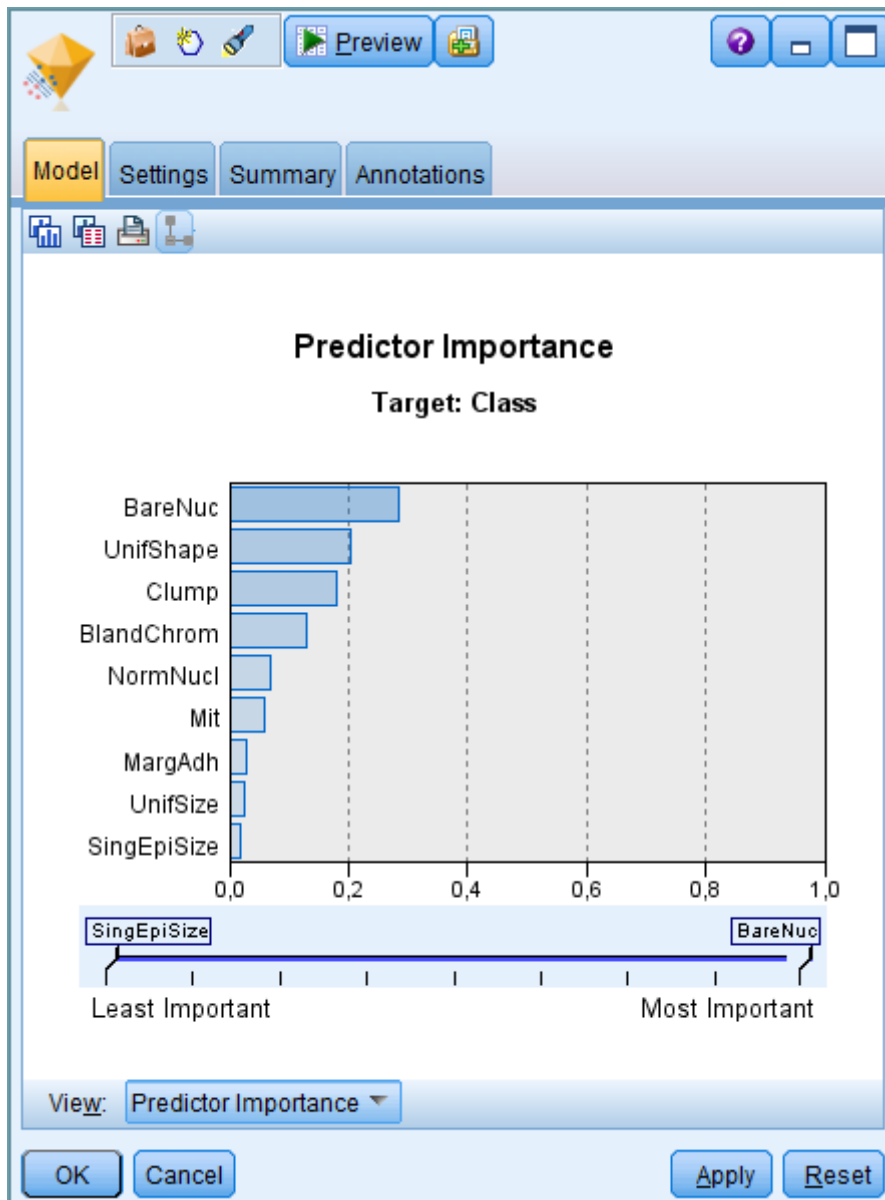 Preview
Model Settings Summary Annotations
Predictor Importance
Target: Class
BareNuc
UnifShape
Clump
BlandChrom
NormNucl
Mit
MargAdh
UnifSize
SingEpiSize
0,0 0,2 0,4 0,6 0,8 1,0
SingEpiSize BareNuc
Least Important Most Important
View: Predictor Importance
OK Cancel Apply Reset